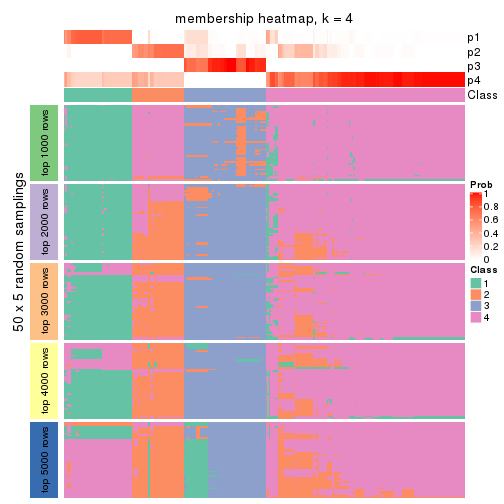 membership heatmap, k = 4
p1
p2
p3
p4
Class
50 x 5 random samplings
top 1000 rows
top 2000 rows
top 3000 rows
top 4000 rows
top 5000 rows
Prob
1
0.8
0.6
0.4
0.2
0
Class
1
2
3
4